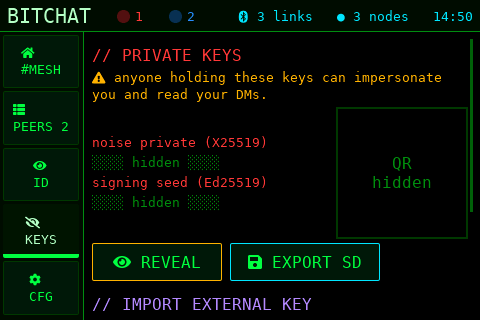 BITCHAT 1 2 3 links 3 nodes 14:50
#MESH
PEERS 2
ID
KEYS
CFG
// PRIVATE KEYS
anyone holding these keys can impersonate
you and read your DMs.
noise private (X25519)
░░░░ hidden ░░░░
signing seed (Ed25519)
░░░░ hidden ░░░░
QR
hidden
REVEAL
EXPORT SD
// IMPORT EXTERNAL KEY